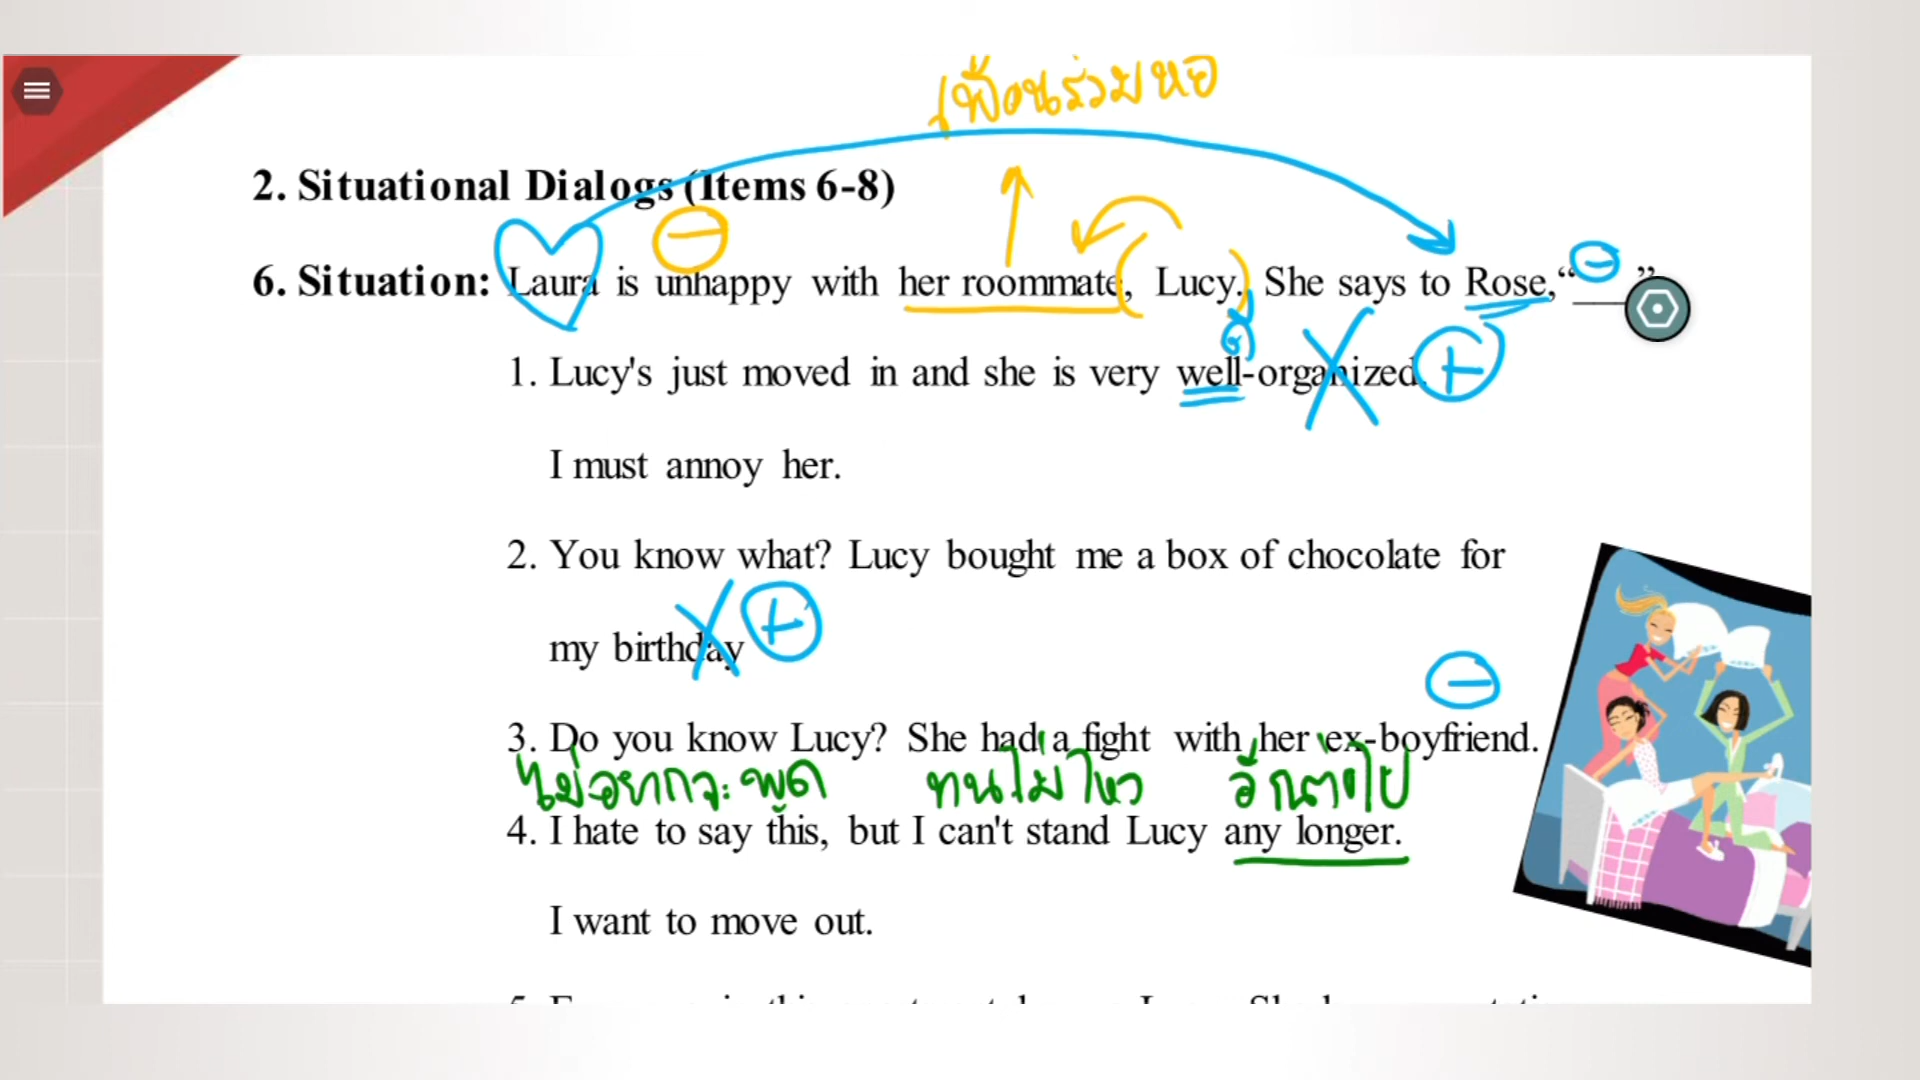 เพื่อนร่วมหอ
2. Situational Dialogs (Items 6-8)
6. Situation: Laura is unhappy with her roommate, Lucy. She says to Rose,“____”
ดี
1. Lucy's just moved in and she is very well-organized.
I must annoy her.
2. You know what? Lucy bought me a box of chocolate for
my birthday
3. Do you know Lucy? She had a fight with her ex-boyfriend.
ไม่อยากจะพูด ทนไม่ไหว อีกต่อไป
4. I hate to say this, but I can't stand Lucy any longer.
I want to move out.